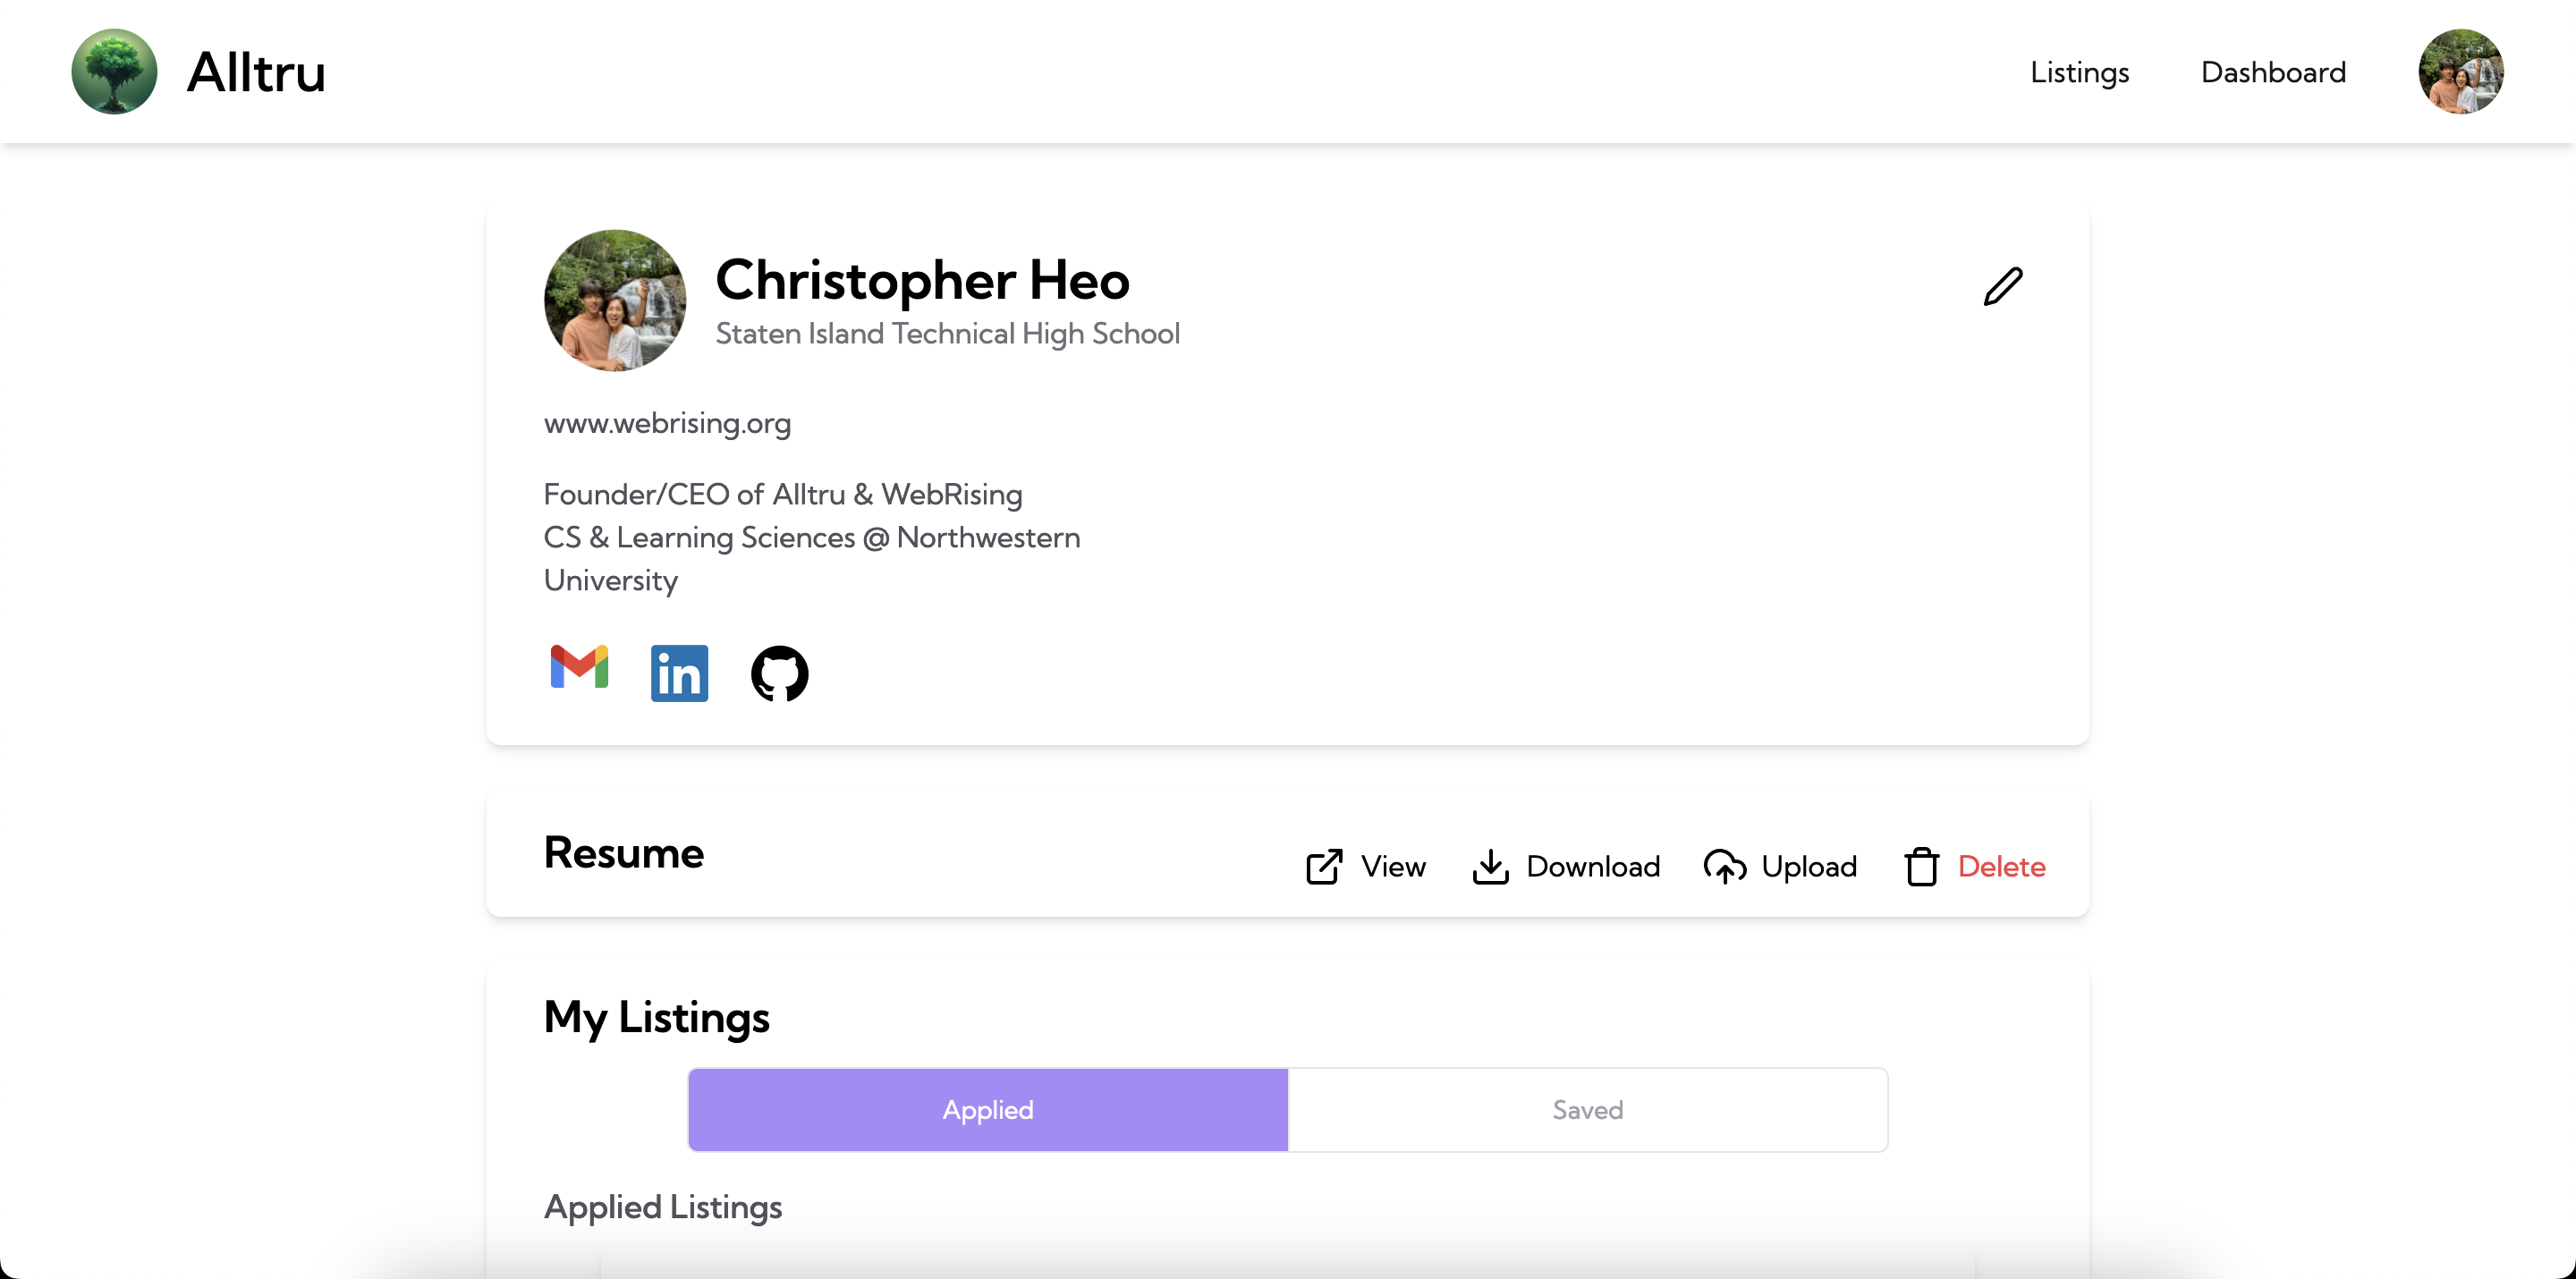 Alltru
Listings
Dashboard
Christopher Heo
Staten Island Technical High School
www.webrising.org
Founder/CEO of Alltru & WebRising
CS & Learning Sciences @ Northwestern
University
in
Resume
View
Download
Upload
Delete
My Listings
Applied
Saved
Applied Listings